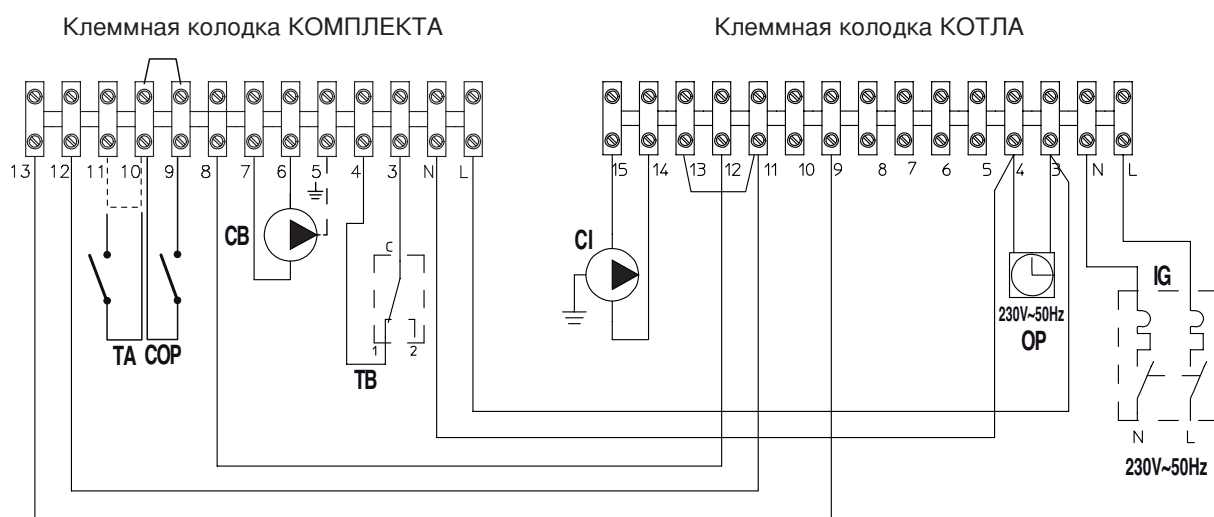 Клеммная колодка КОМПЛЕКТА
Клеммная колодка КОТЛА
13 12 11 10 9 8 7 6 5 4 3 N L
15 14 13 12 11 10 9 8 7 6 5 4 3 N L
CB
C
CI
IG
230V~50Hz
OP
1 2
TA COP
TB
N L
230V~50Hz